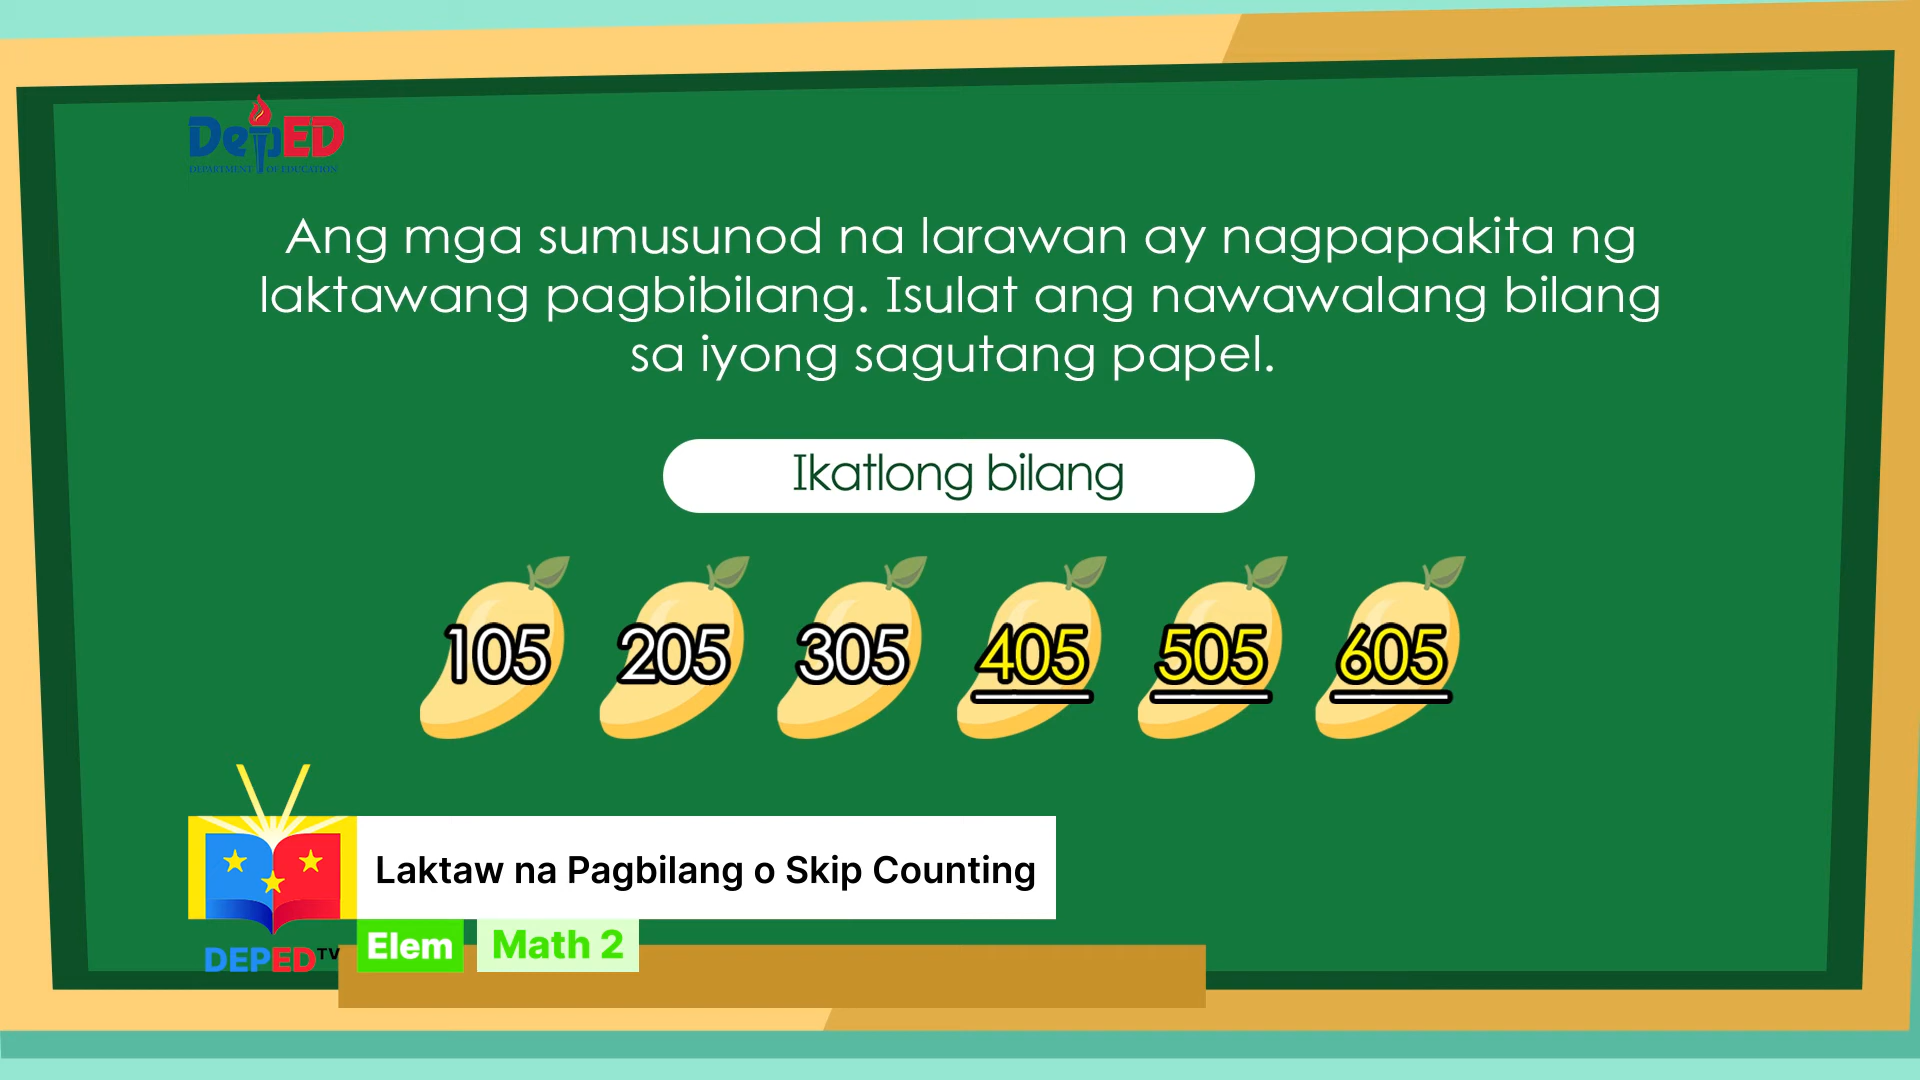 DepED
DEPARTMENT OF EDUCATION
Ang mga sumusunod na larawan ay nagpapakita ng
laktawang pagbibilang. Isulat ang nawawalang bilang
sa iyong sagutang papel.
Ikatlong bilang
105 205 305 405 505 605
Laktaw na Pagbilang o Skip Counting
Elem Math 2
DEPED TV